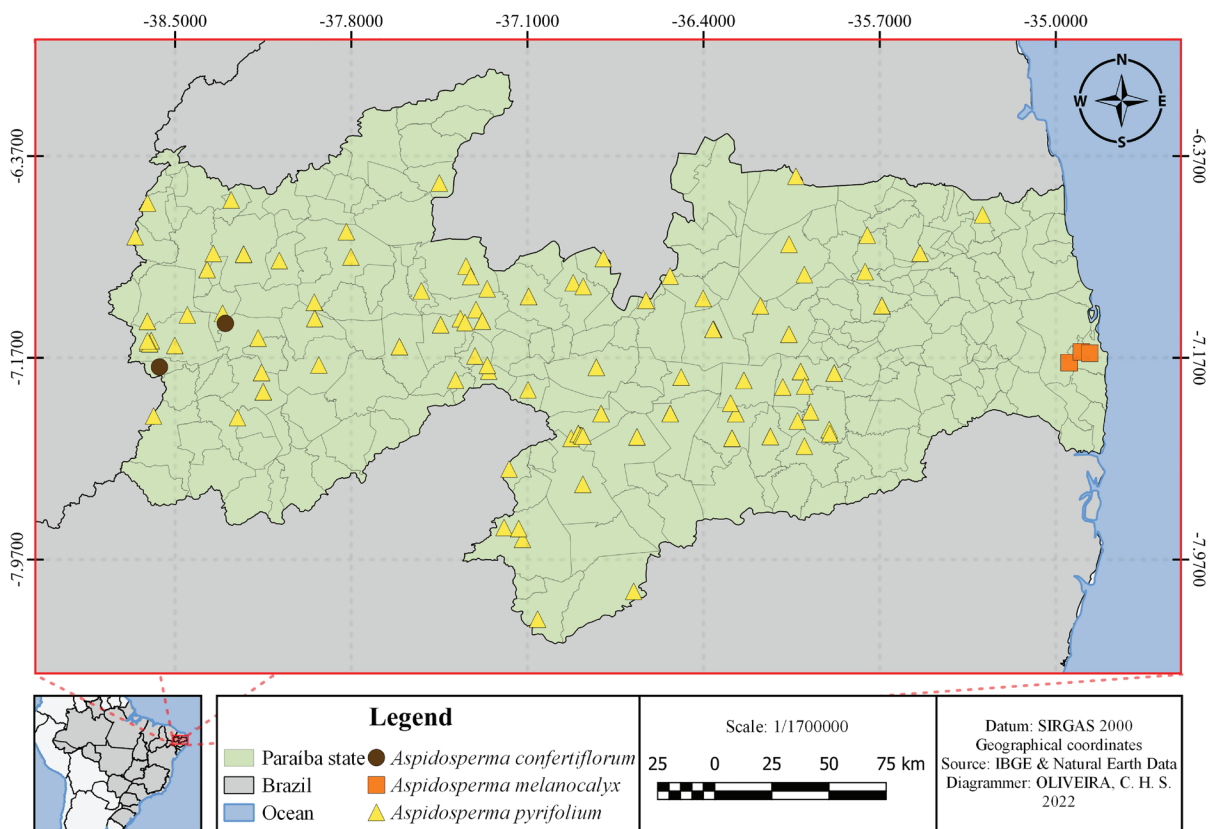 -38.5000 -37.8000 -37.1000 -36.4000 -35.7000 -35.0000
N
W E
S
-6.3700 -6.3700
-7.1700 -7.1700
-7.9700 -7.9700
Legend
Paraíba state
Brazil
Ocean
Aspidosperma confertiflorum
Aspidosperma melanocalyx
Aspidosperma pyrifolium
Scale: 1/1700000
25 0 25 50 75 km
Datum: SIRGAS 2000
Geographical coordinates
Source: IBGE & Natural Earth Data
Diagrammer: OLIVEIRA, C. H. S.
2022